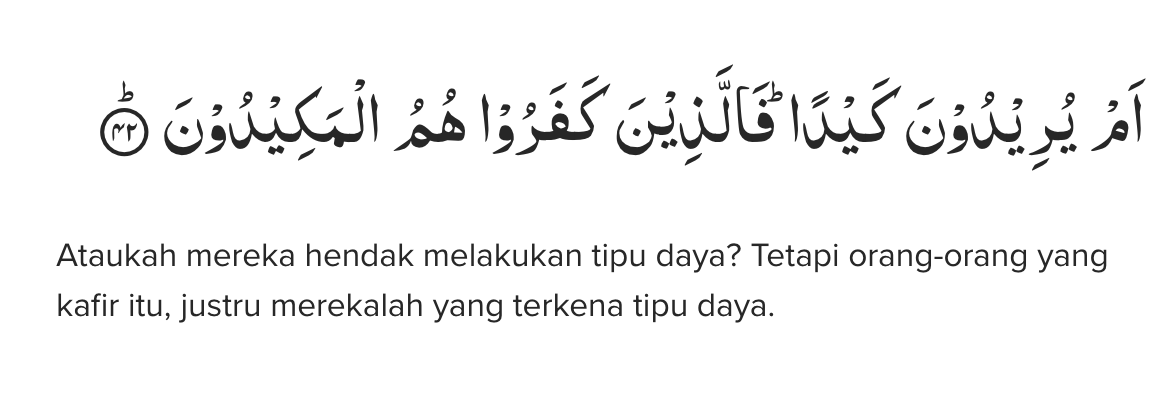 اَمْ يُرِيْدُوْنَ كَيْدًاۗ فَالَّذِيْنَ كَفَرُوْا هُمُ الْمَكِيْدُوْنَۗ ۝٤٢
Ataukah mereka hendak melakukan tipu daya? Tetapi orang-orang yang
kafir itu, justru merekalah yang terkena tipu daya.